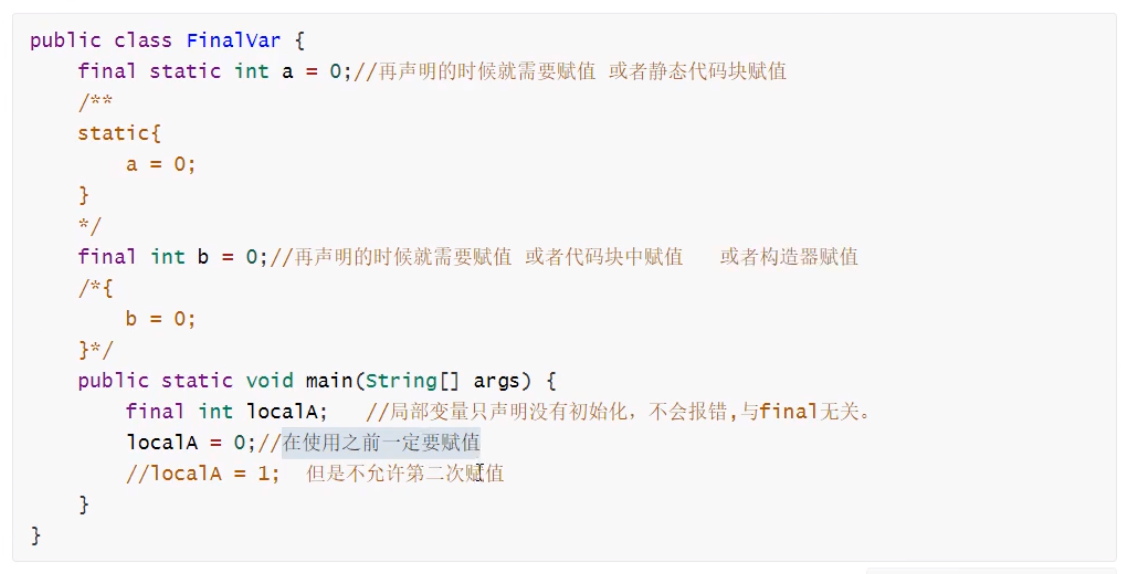 public class FinalVar {
    final static int a = 0;//再声明的时候就需要赋值 或者静态代码块赋值
    /**
    static{
        a = 0;
    }
    */
    final int b = 0;//再声明的时候就需要赋值 或者代码块中赋值   或者构造器赋值
    /*{
        b = 0;
    }*/
    public static void main(String[] args) {
        final int localA;   //局部变量只声明没有初始化，不会报错,与final无关。
        localA = 0;//在使用之前一定要赋值
        //localA = 1;  但是不允许第二次赋值
    }
}